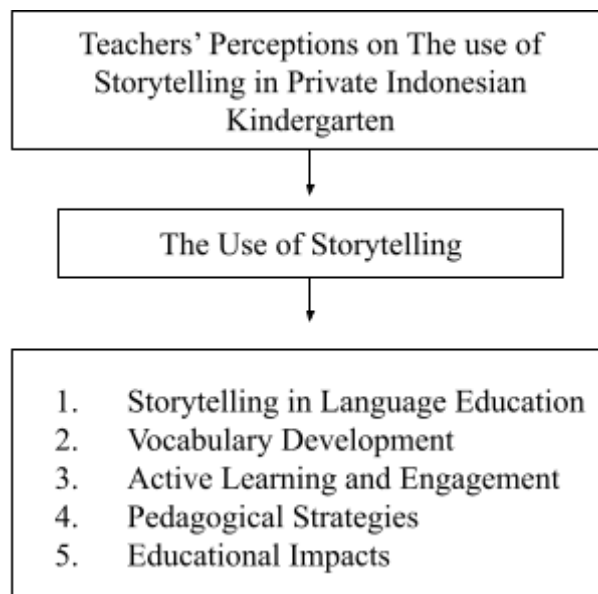 Teachers’ Perceptions on The use of
Storytelling in Private Indonesian
Kindergarten
The Use of Storytelling
1. Storytelling in Language Education
2. Vocabulary Development
3. Active Learning and Engagement
4. Pedagogical Strategies
5. Educational Impacts